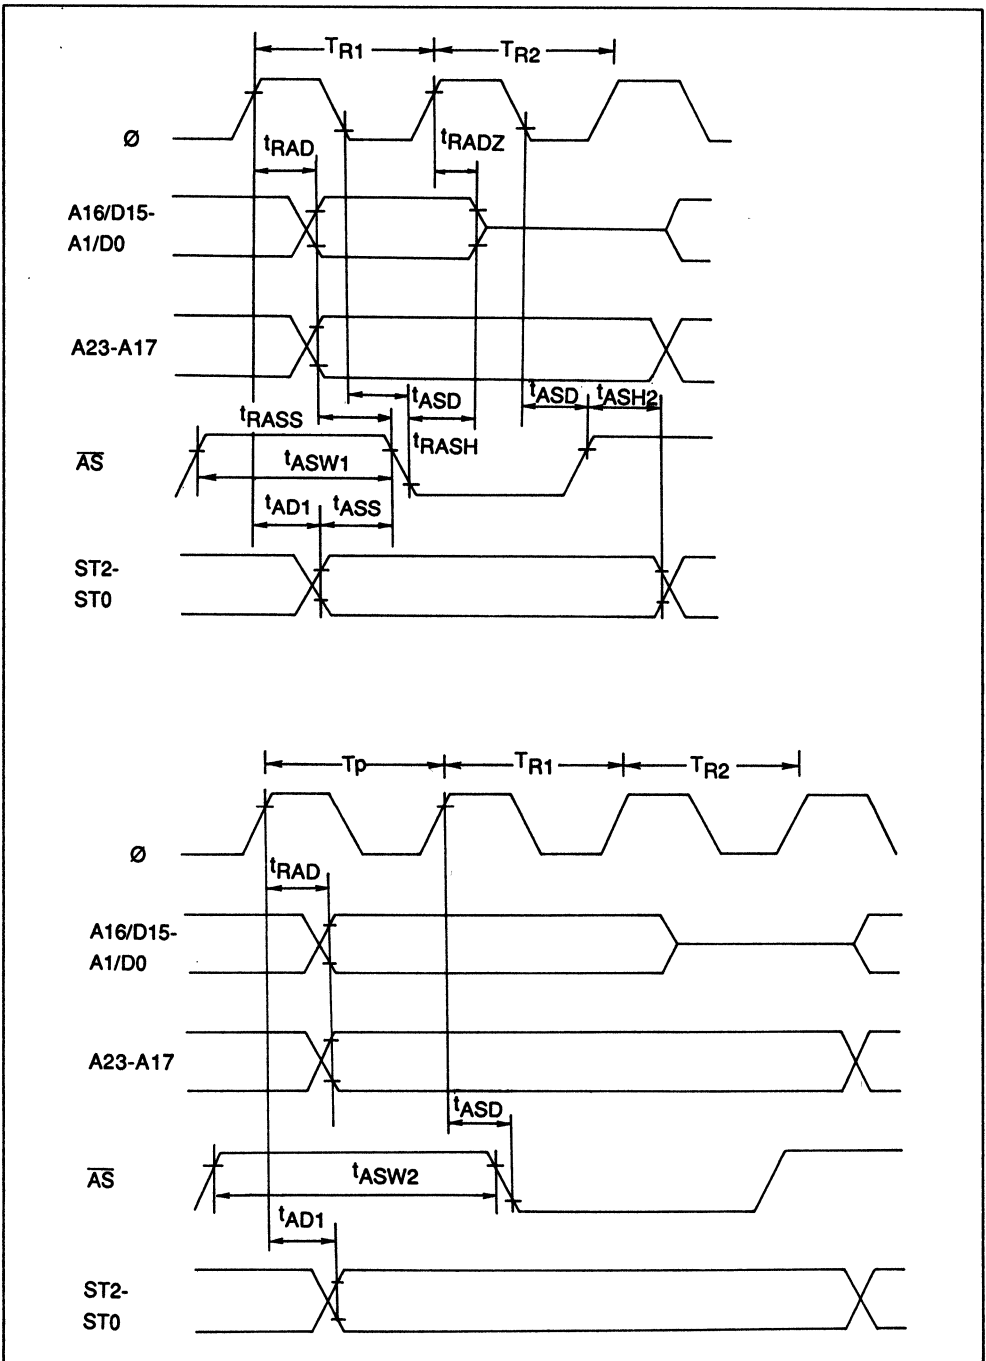 TR1 TR2
Ø
tRAD tRADZ
A16/D15-
A1/D0
A23-A17
tASD tASD tASH2
tRASS tRASH
AS
tASW1
tAD1 tASS
ST2-
ST0
Tp TR1 TR2
Ø
tRAD
A16/D15-
A1/D0
A23-A17
tASD
AS
tASW2
tAD1
ST2-
ST0